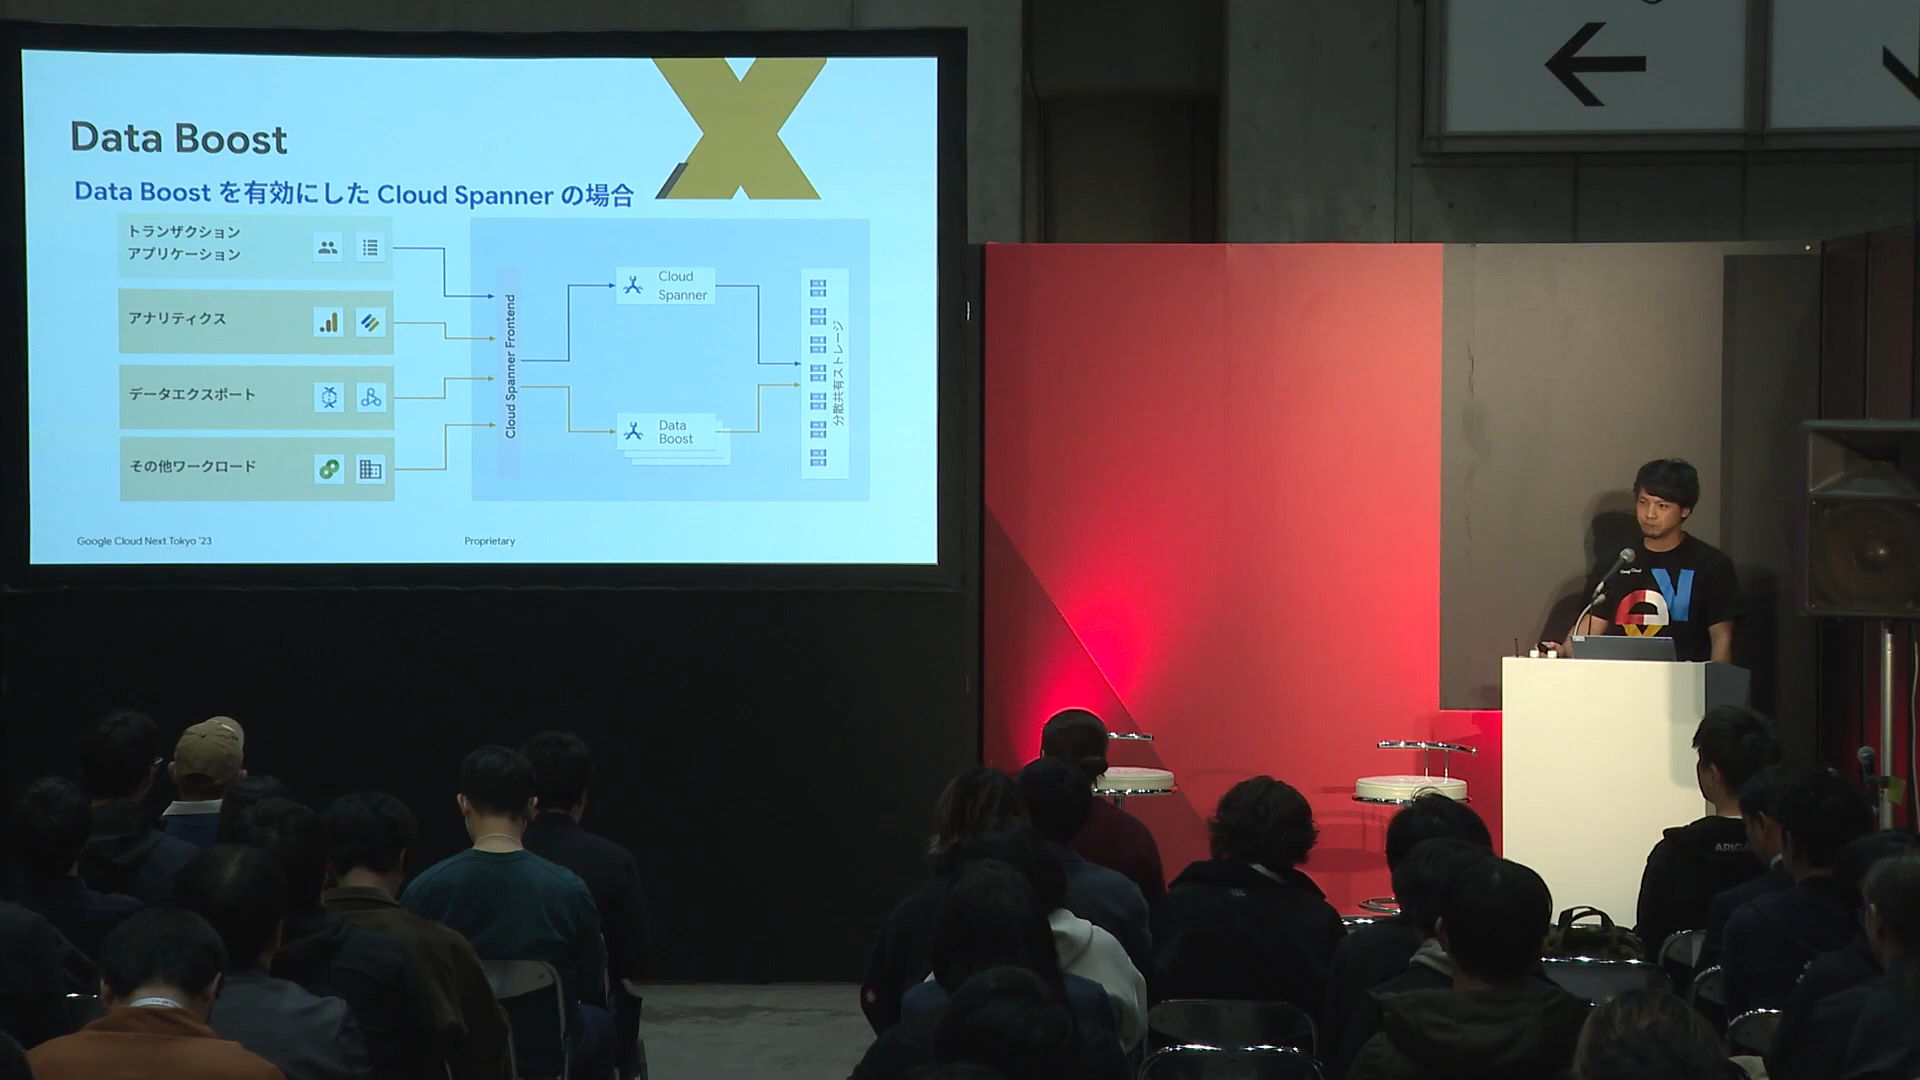 Data Boost
Data Boost を有効にした Cloud Spanner の場合
トランザクション
アプリケーション
アナリティクス
データエクスポート
その他ワークロード
Cloud Spanner Frontend
Cloud
Spanner
Data
Boost
分散共有ストレージ
Google Cloud Next Tokyo '23
Proprietary
Google Cloud
ARIGA